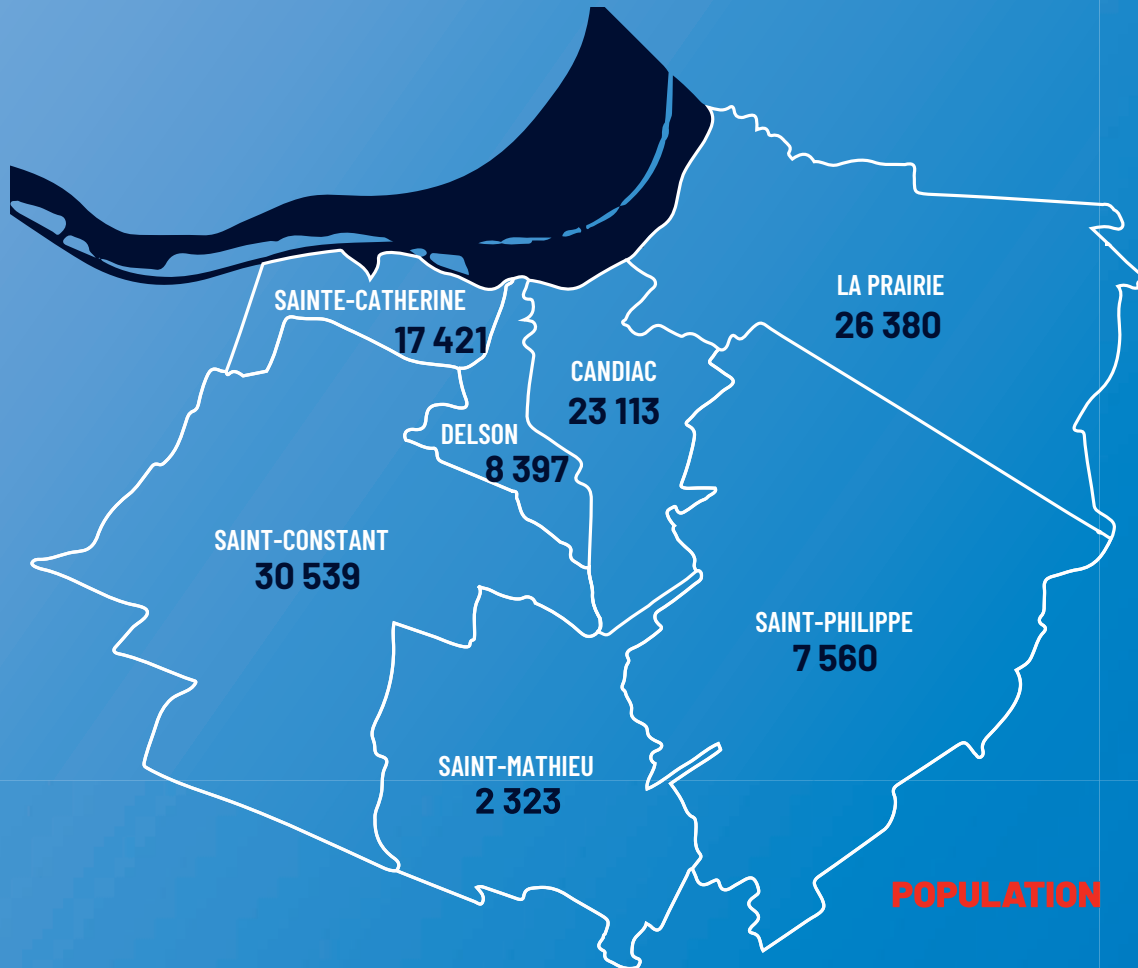 LA PRAIRIE
26 380
SAINTE-CATHERINE
17 421
CANDIAC
23 113
DELSON
8 397
SAINT-CONSTANT
30 539
SAINT-PHILIPPE
7 560
SAINT-MATHIEU
2 323
POPULATION